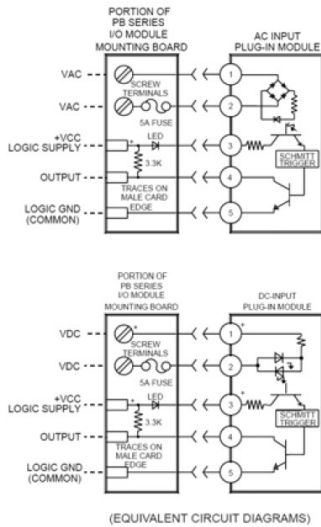 PORTION OF
PB SERIES
I/O MODULE
MOUNTING BOARD
AC INPUT
PLUG-IN MODULE
VAC
1
SCREW
TERMINALS
VAC
2
5A FUSE
+VCC
LOGIC SUPPLY
LED
3
3.3K
SCHMITT
TRIGGER
OUTPUT
4
TRACES ON
MALE CARD
EDGE
LOGIC GND
(COMMON)
5
PORTION OF
PB SERIES
I/O MODULE
MOUNTING BOARD
DC-INPUT
PLUG-IN MODULE
VDC
+
1
+
SCREW
TERMINALS
VDC
2
5A FUSE
+VCC
LOGIC SUPPLY
LED
+
3
3.3K
SCHMITT
TRIGGER
OUTPUT
4
TRACES ON
MALE CARD
EDGE
LOGIC GND
(COMMON)
5
(EQUIVALENT CIRCUIT DIAGRAMS)